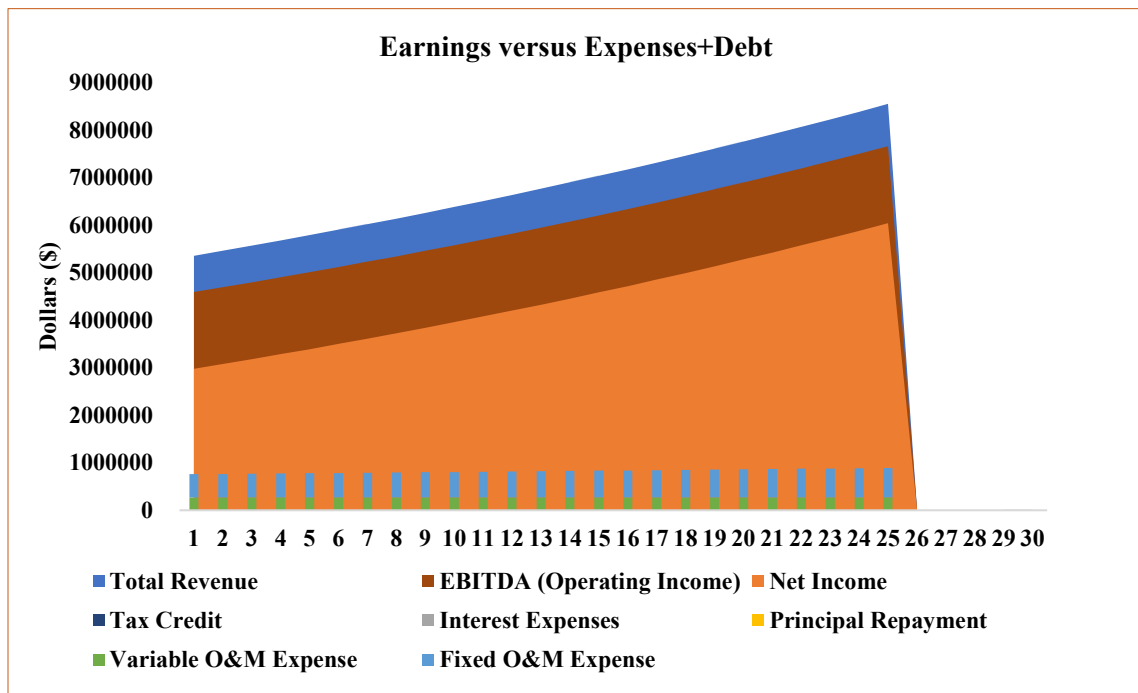 Earnings versus Expenses+Debt
9000000
8000000
7000000
6000000
5000000
4000000
3000000
2000000
1000000
0
Dollars ($)
1 2 3 4 5 6 7 8 9 10 11 12 13 14 15 16 17 18 19 20 21 22 23 24 25 26 27 28 29 30
Total Revenue EBITDA (Operating Income) Net Income
Tax Credit Interest Expenses Principal Repayment
Variable O&M Expense Fixed O&M Expense